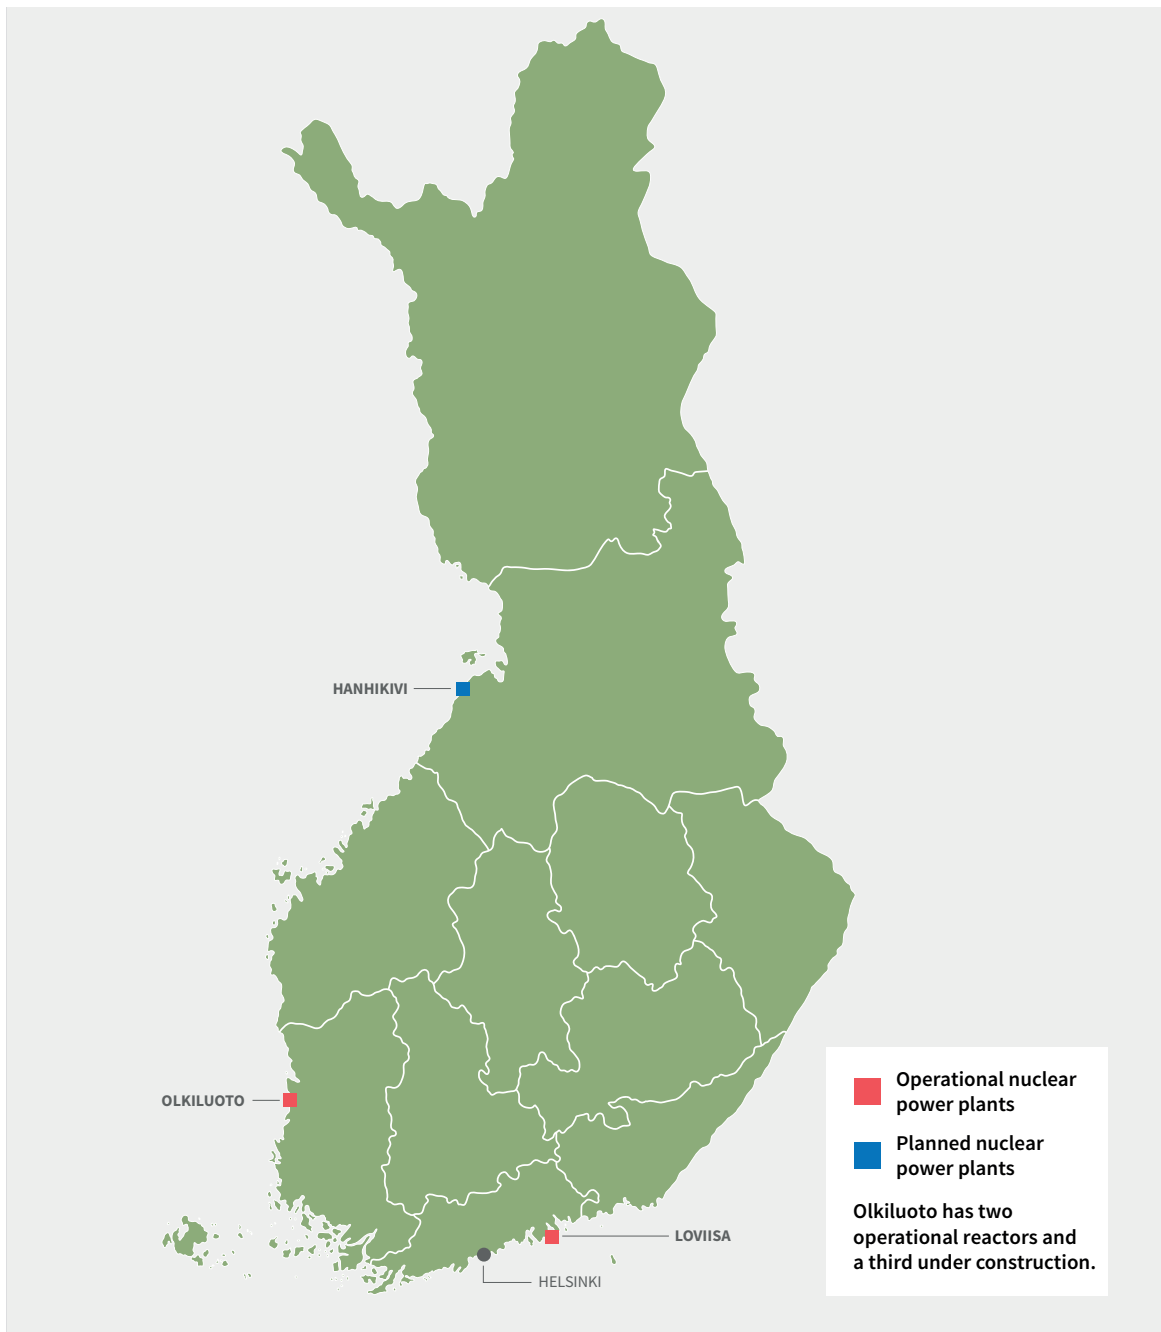 HANHIKIVI
OLKILUOTO
LOVIISA
HELSINKI
Operational nuclear
power plants
Planned nuclear
power plants
Olkiluoto has two
operational reactors and
a third under construction.